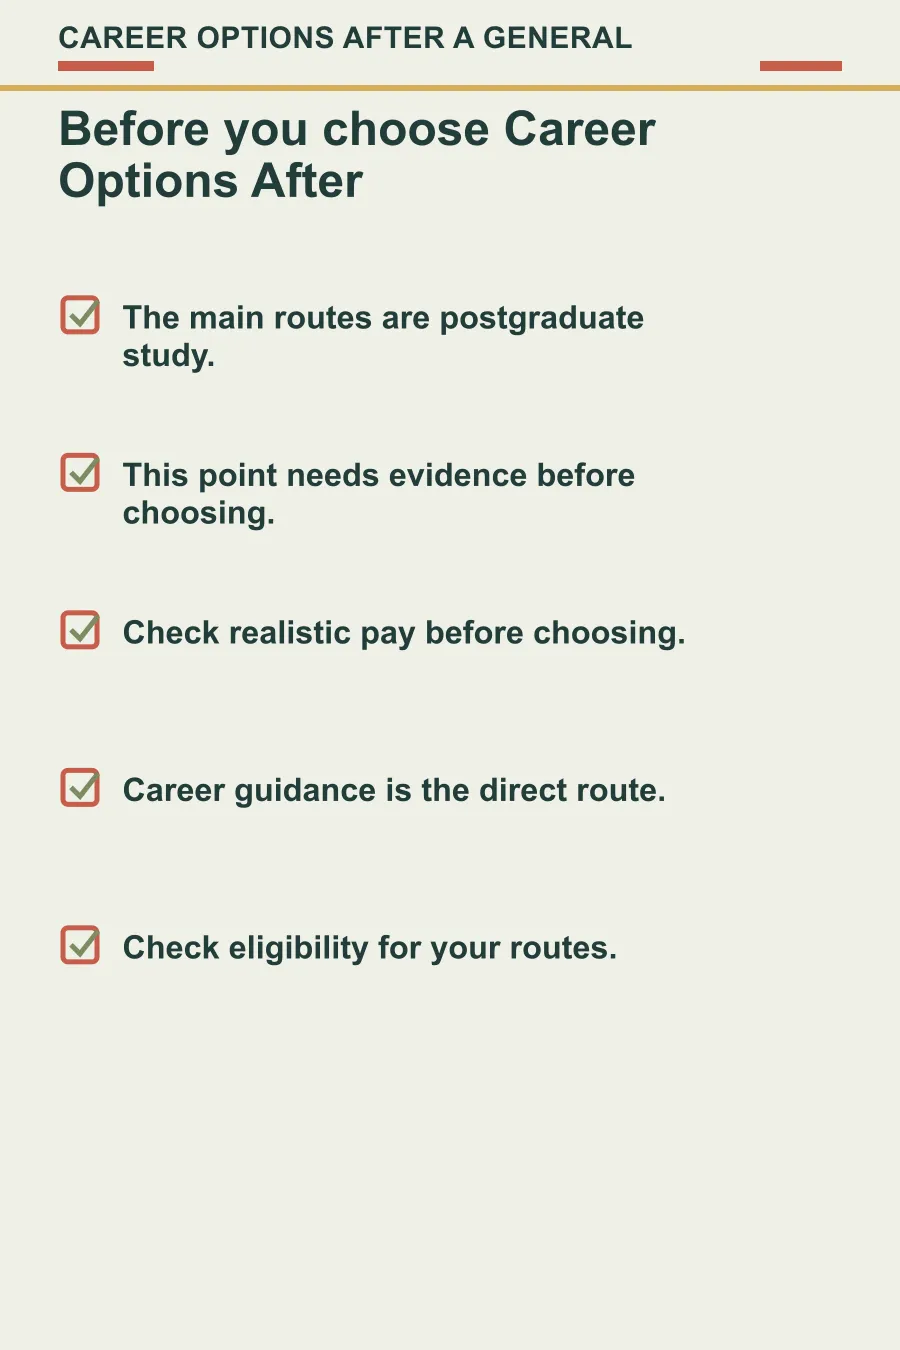 CAREER OPTIONS AFTER A GENERAL
Before you choose Career
Options After
The main routes are postgraduate
study.
This point needs evidence before
choosing.
Check realistic pay before choosing.
Career guidance is the direct route.
Check eligibility for your routes.